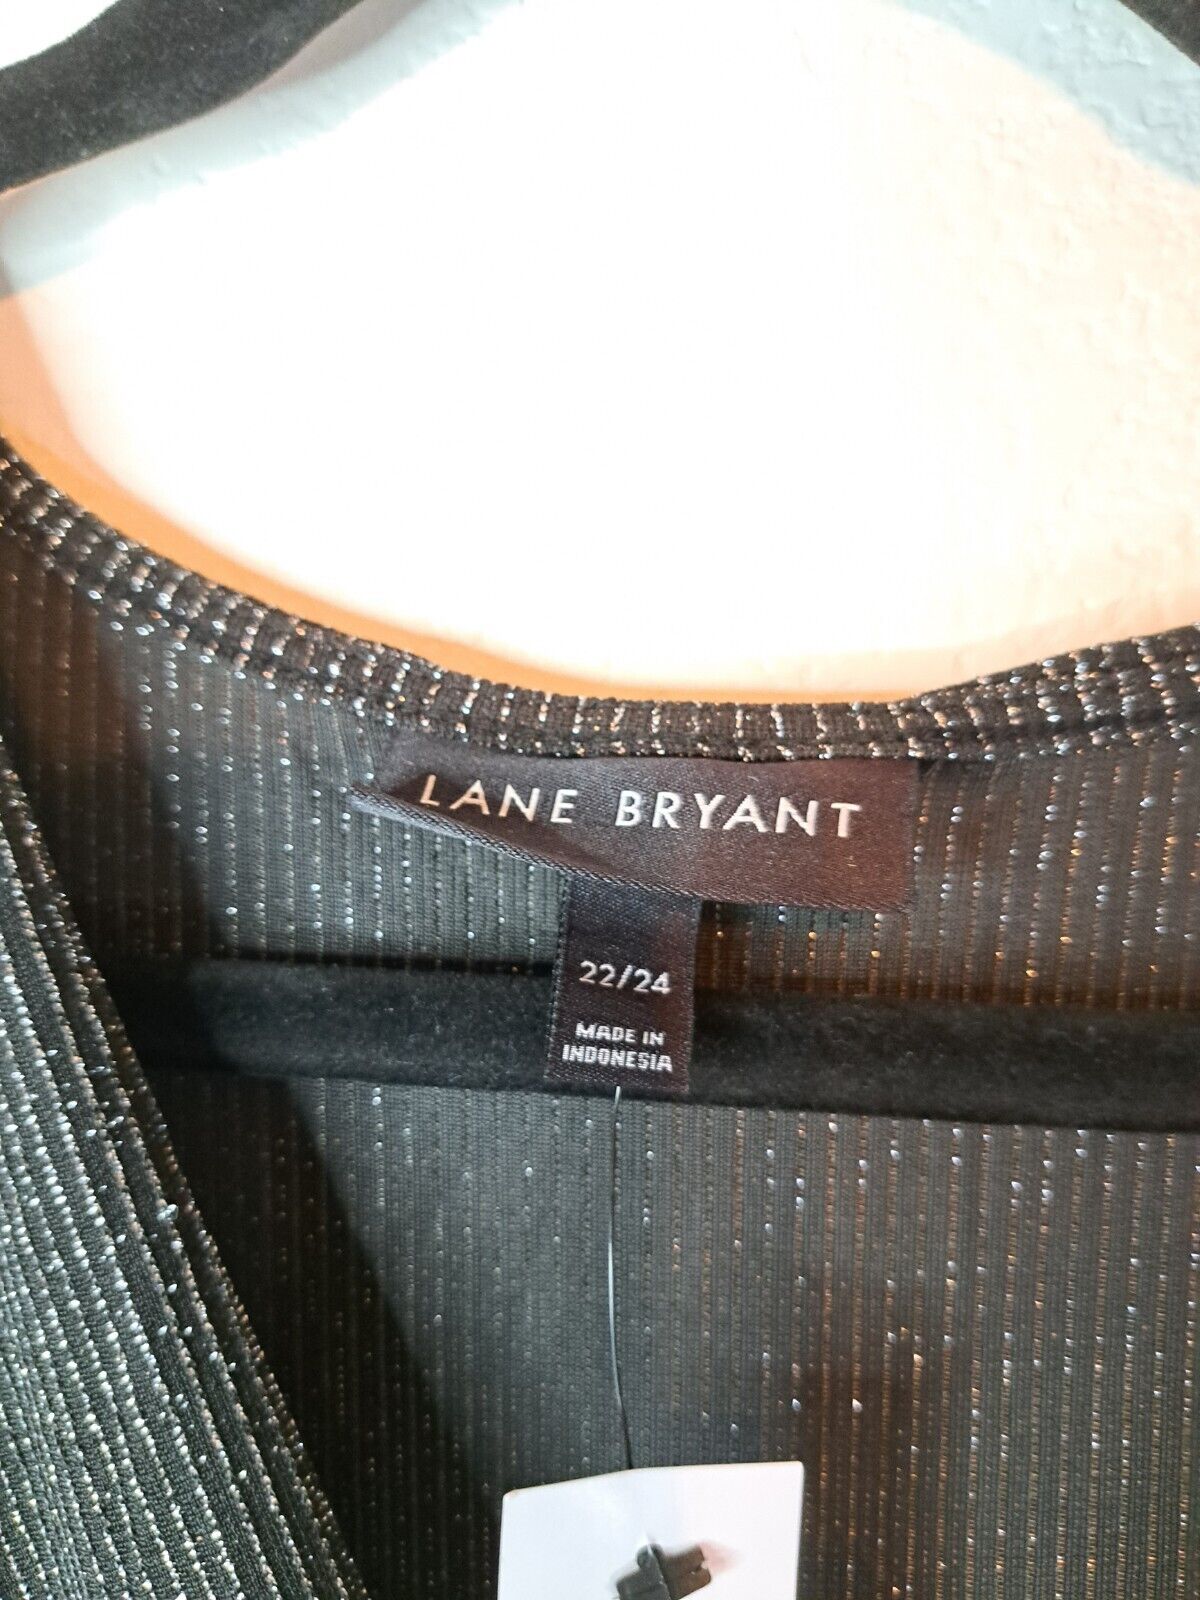 LANE BRYANT
22/24
MADE IN
INDONESIA